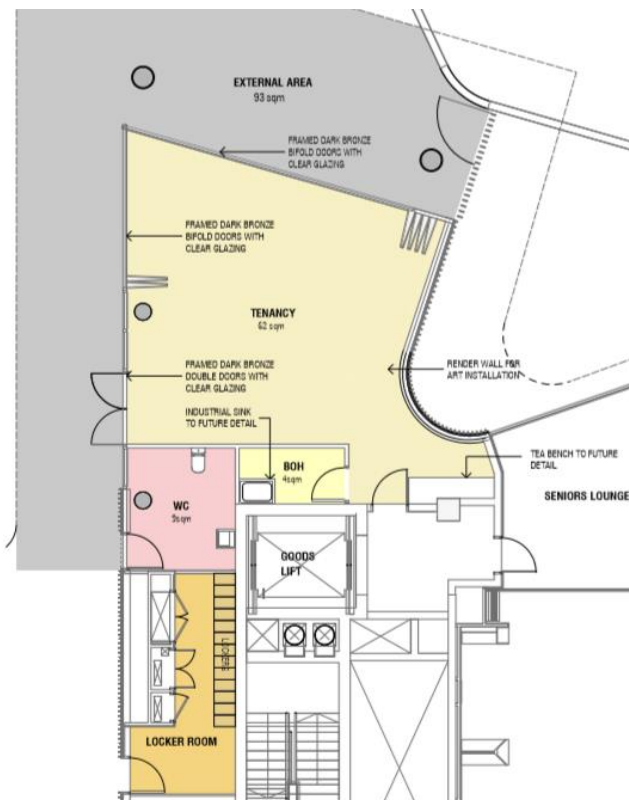 EXTERNAL AREA
93 sqm
FRAMED DARK BRONZE
BIFOLD DOORS WITH
CLEAR GLAZING
FRAMED DARK BRONZE
BIFOLD DOORS WITH
CLEAR GLAZING
TENANCY
62 sqm
FRAMED DARK BRONZE
DOUBLE DOORS WITH
CLEAR GLAZING
RENDER WALL FOR
ART INSTALLATION
INDUSTRIAL SINK
TO FUTURE DETAIL
BOH
4sqm
TEA BENCH TO FUTURE
DETAIL
SENIORS LOUNGE
WC
9sqm
GOODS
LIFT
LOCKERS
LOCKER ROOM